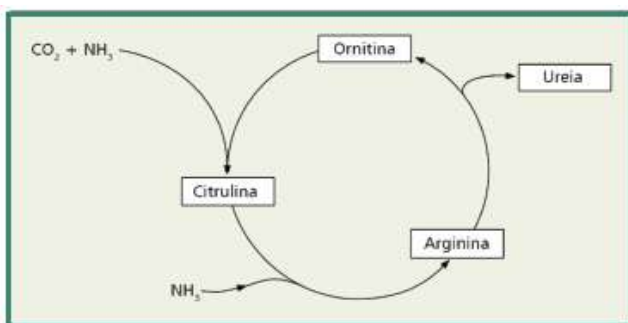 CO₂ + NH₃
Ornitina
Ureia
Citrulina
Arginina
NH₃